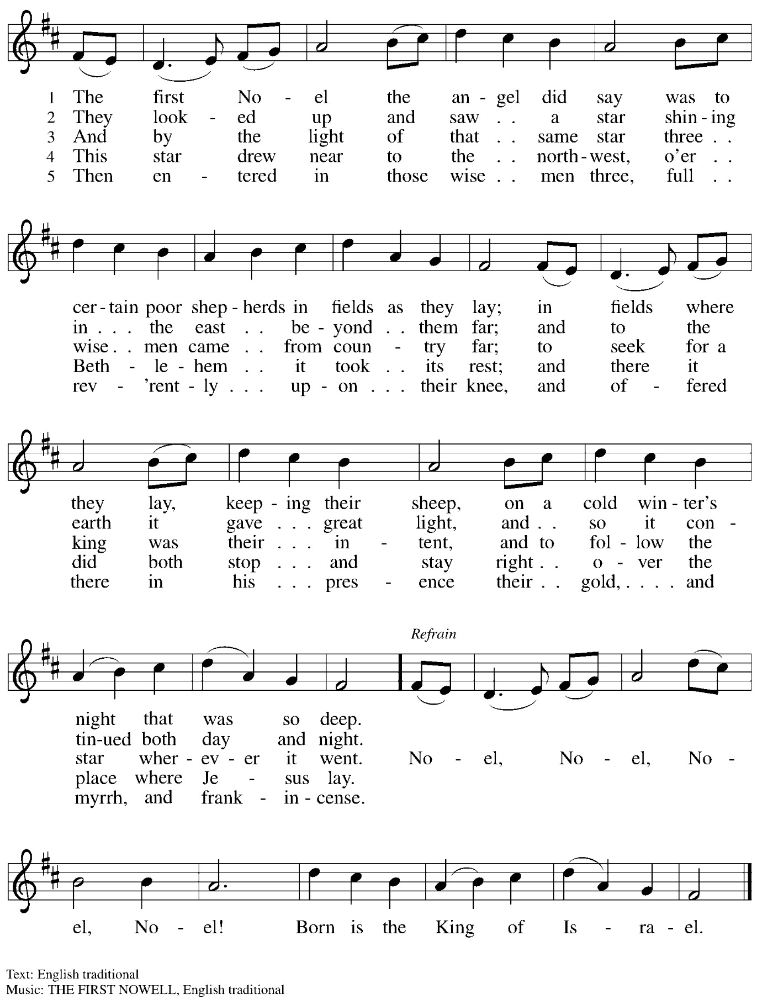 1 The first No - el the an - gel did say was to
2 They look - ed up and saw . . a star shin - ing
3 And by the light of that . . same star three . .
4 This star drew near to the . . north - west, o'er . .
5 Then en - tered in those wise . . men three, full . .
cer - tain poor shep - herds in fields as they lay; in fields where
in . . . the east . . be - yond . . them far; and to the
wise . . men came . . from coun - try far; to seek for a
Beth - le - hem . . it took . . its rest; and there it
rev - 'rent - ly . . . up - on . . . their knee, and of - fered
they lay, keep - ing their sheep, on a cold win - ter's
earth it gave . . . great light, and . . so it con -
king was their . . . in - tent, and to fol - low the
did both stop . . . and stay right . . o - ver the
there in his . . . pres - ence their . . gold, . . . . and
Refrain
night that was so deep.
tin-ued both day and night.
star wher - ev - er it went. No - el, No - el, No -
place where Je - sus lay.
myrrh, and frank - in - cense.
el, No - el! Born is the King of Is - ra - el.
Text: English traditional
Music: THE FIRST NOWELL, English traditional